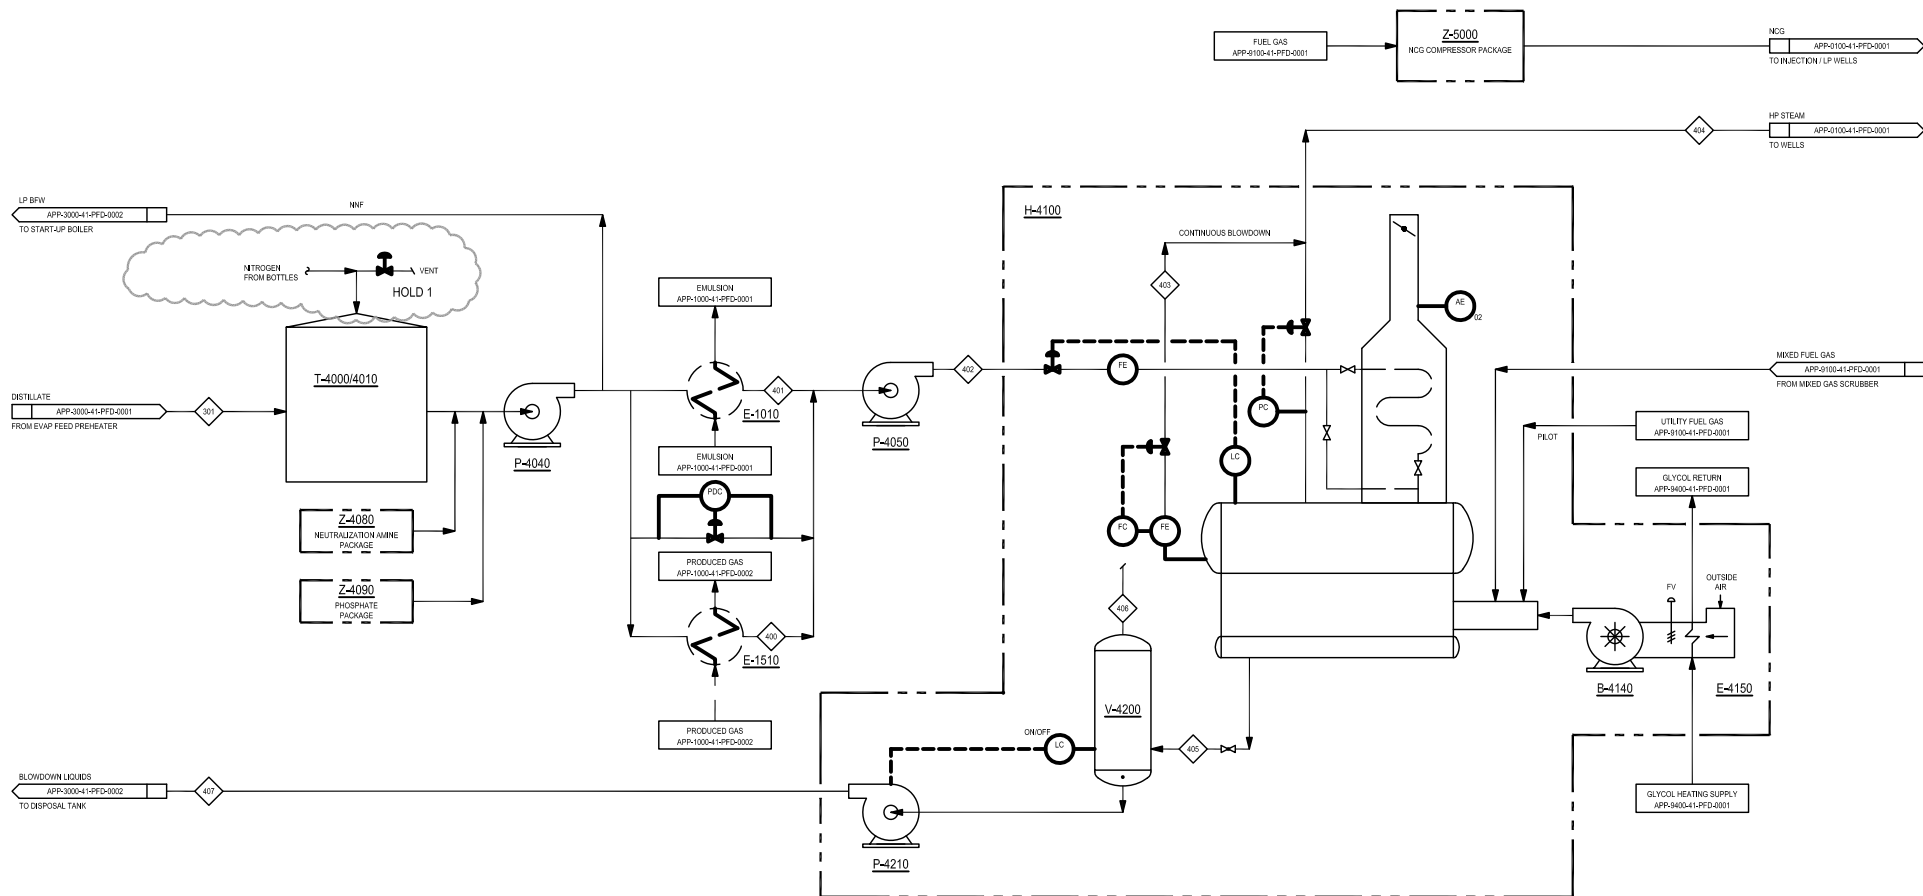 FUEL GAS
APP-9100-41-PFD-0001
Z-5000
NCG COMPRESSOR PACKAGE
NCG
APP-0100-41-PFD-0001
TO INJECTION / LP WELLS
HP STEAM
APP-0100-41-PFD-0001
TO WELLS
404
LP BFW
APP-3000-41-PFD-0002
TO START-UP BOILER
NNF
H-4100
CONTINUOUS BLOWDOWN
NITROGEN
FROM BOTTLES
VENT
HOLD 1
EMULSION
APP-1000-41-PFD-0001
403
AE
02
T-4000/4010
DISTILLATE
APP-3000-41-PFD-0001
FROM EVAP FEED PREHEATER
301
401
E-1010
402
FE
MIXED FUEL GAS
APP-9100-41-PFD-0001
FROM MIXED GAS SCRUBBER
PC
P-4040
P-4050
EMULSION
APP-1000-41-PFD-0001
LC
UTILITY FUEL GAS
APP-9100-41-PFD-0001
PILOT
GLYCOL RETURN
APP-9400-41-PFD-0001
PDC
Z-4080
NEUTRALIZATION AMINE
PACKAGE
FC
FE
PRODUCED GAS
APP-1000-41-PFD-0002
Z-4090
PHOSPHATE
PACKAGE
406
FV
OUTSIDE
AIR
400
E-1510
B-4140
E-4150
V-4200
PRODUCED GAS
APP-1000-41-PFD-0002
ON/OFF
LC
405
BLOWDOWN LIQUIDS
APP-3000-41-PFD-0002
TO DISPOSAL TANK
407
GLYCOL HEATING SUPPLY
APP-9400-41-PFD-0001
P-4210